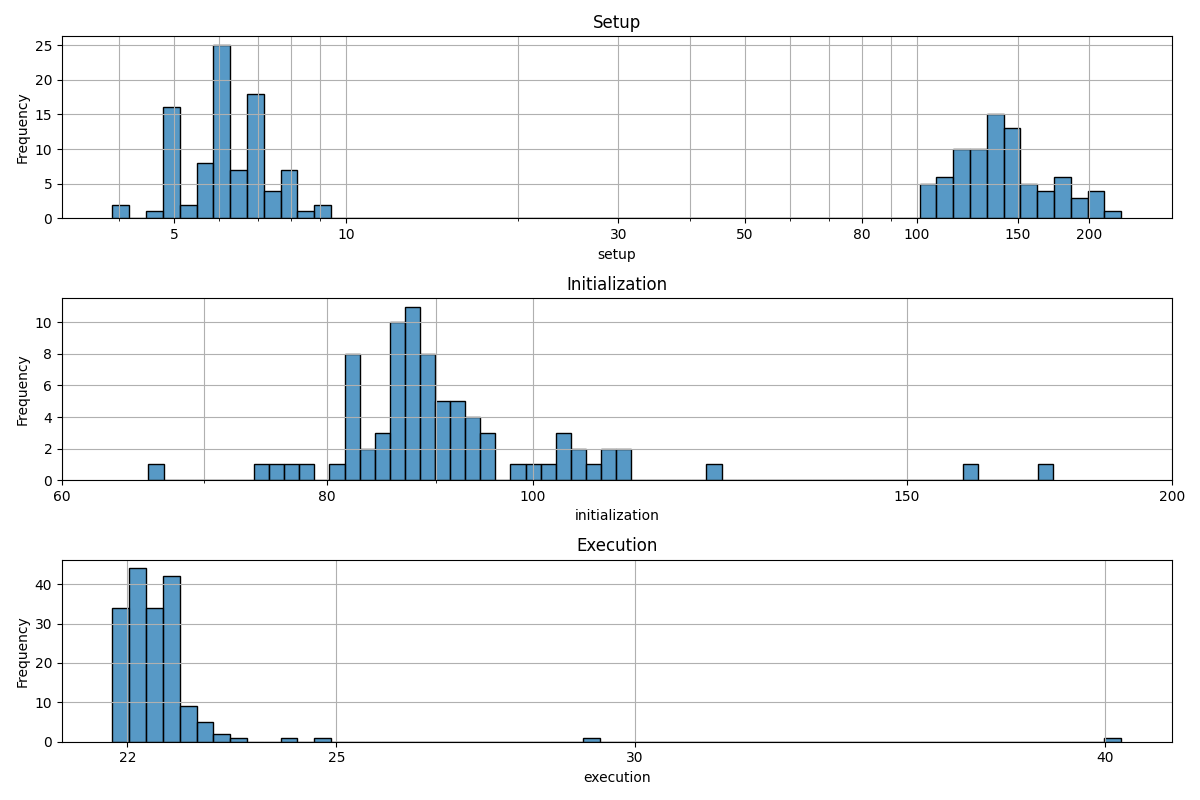 Setup
Frequency
25
20
15
10
5
0
5 10 30 50 80 100 150 200
setup
Initialization
Frequency
10
8
6
4
2
0
60 80 100 150 200
initialization
Execution
Frequency
40
30
20
10
0
22 25 30 40
execution